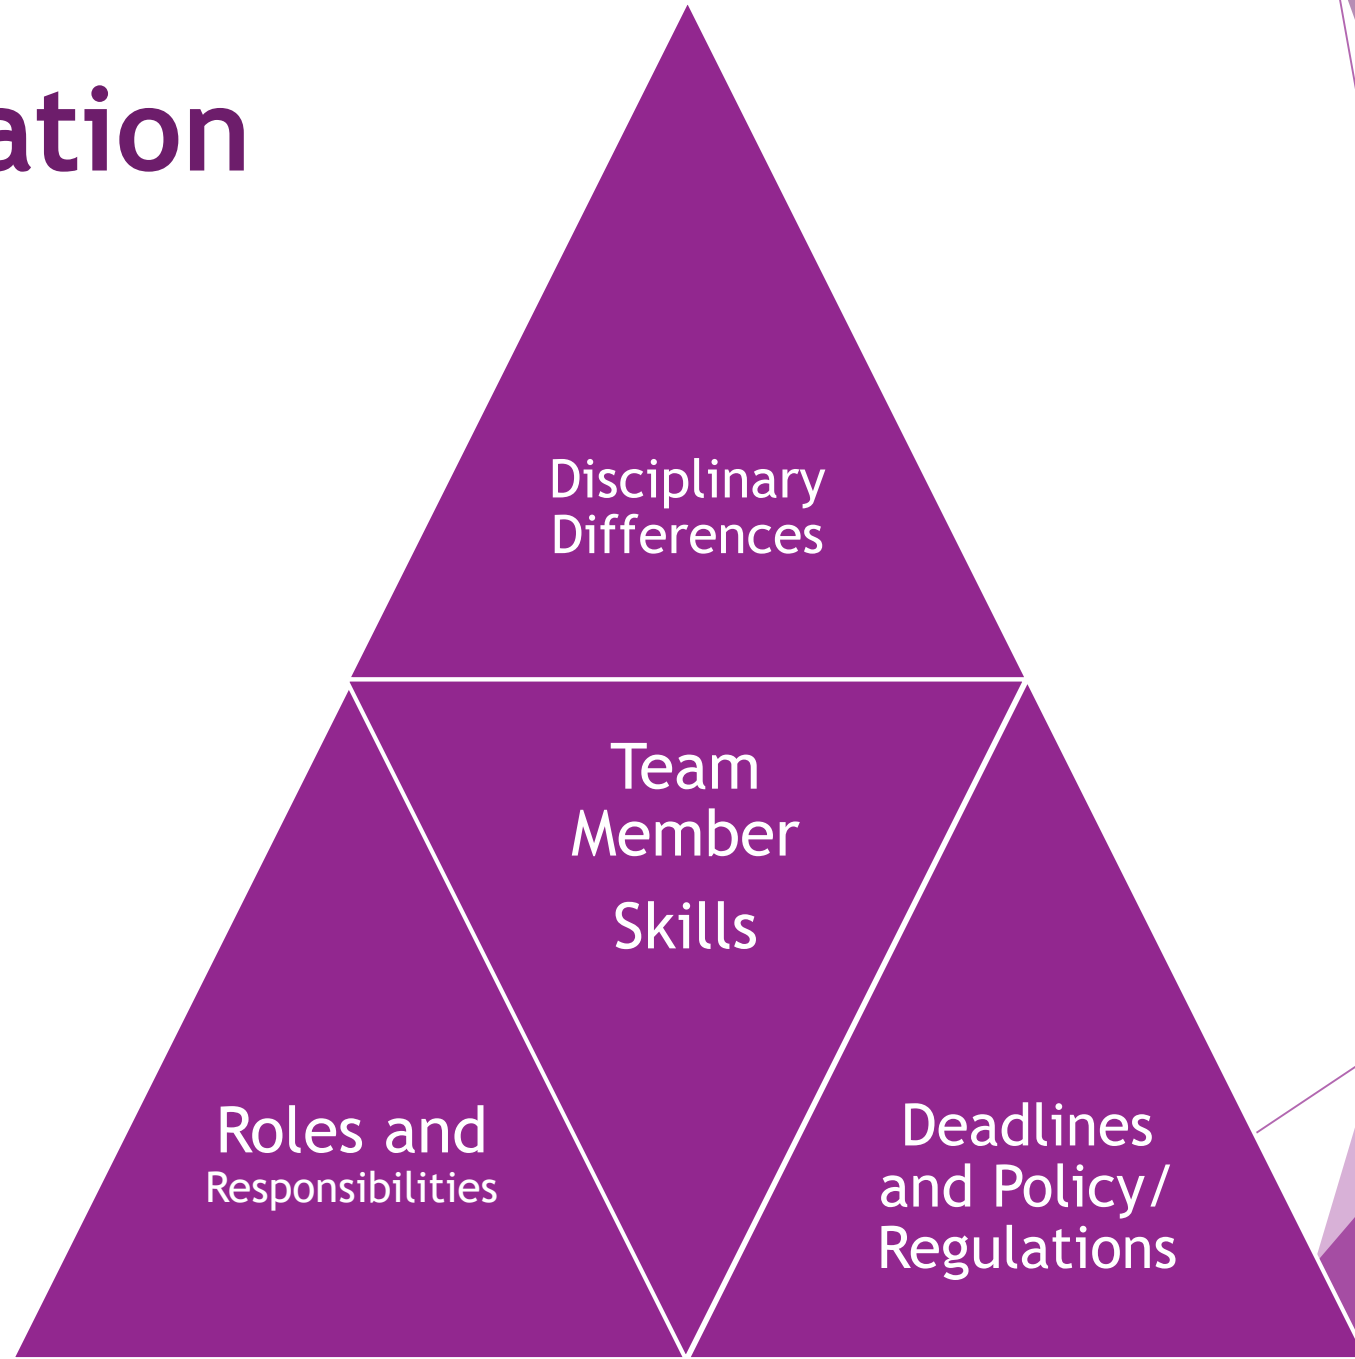 ation
Disciplinary
Differences
Team
Member
Skills
Roles and
Responsibilities
Deadlines
and Policy/
Regulations